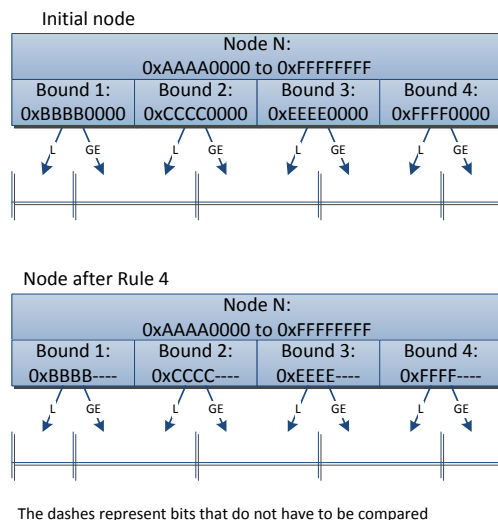 Initial node
Node N:
0xAAAA0000 to 0xFFFFFFFF
Bound 1: Bound 2: Bound 3: Bound 4:
0xBBBB0000 0xCCCC0000 0xEEEE0000 0xFFFF0000
L GE L GE L GE L GE
Node after Rule 4
Node N:
0xAAAA0000 to 0xFFFFFFFF
Bound 1: Bound 2: Bound 3: Bound 4:
0xBBBB---- 0xCCCC---- 0xEEEE---- 0xFFFF----
L GE L GE L GE L GE
The dashes represent bits that do not have to be compared